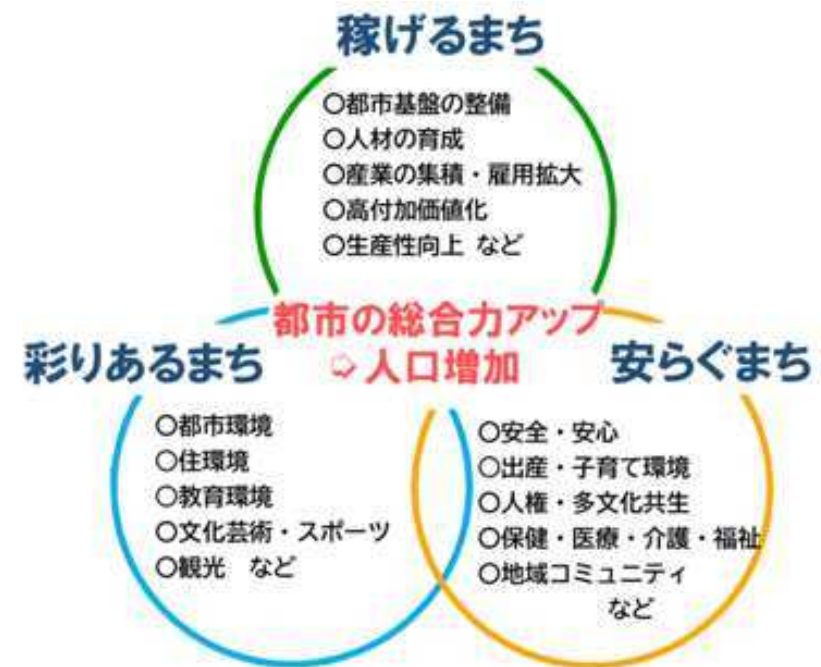 稼げるまち
○都市基盤の整備
○人材の育成
○産業の集積・雇用拡大
○高付加価値化
○生産性向上 など
都市の総合力アップ
➩人口増加
彩りあるまち
○都市環境
○住環境
○教育環境
○文化芸術・スポーツ
○観光 など
安らぐまち
○安全・安心
○出産・子育て環境
○人権・多文化共生
○保健・医療・介護・福祉
○地域コミュニティ
など